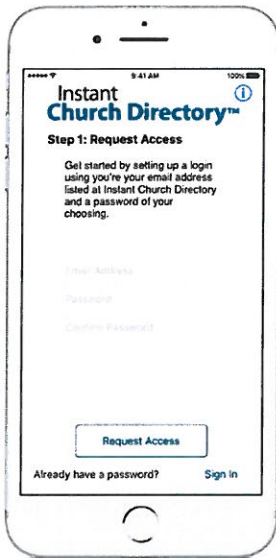 9:41 AM
100%
Instant
Church Directory™
Step 1: Request Access
Get started by setting up a login
using you're your email address
listed at Instant Church Directory
and a password of your
choosing.
Email Address
Password
Confirm Password
Request Access
Already have a password? Sign In